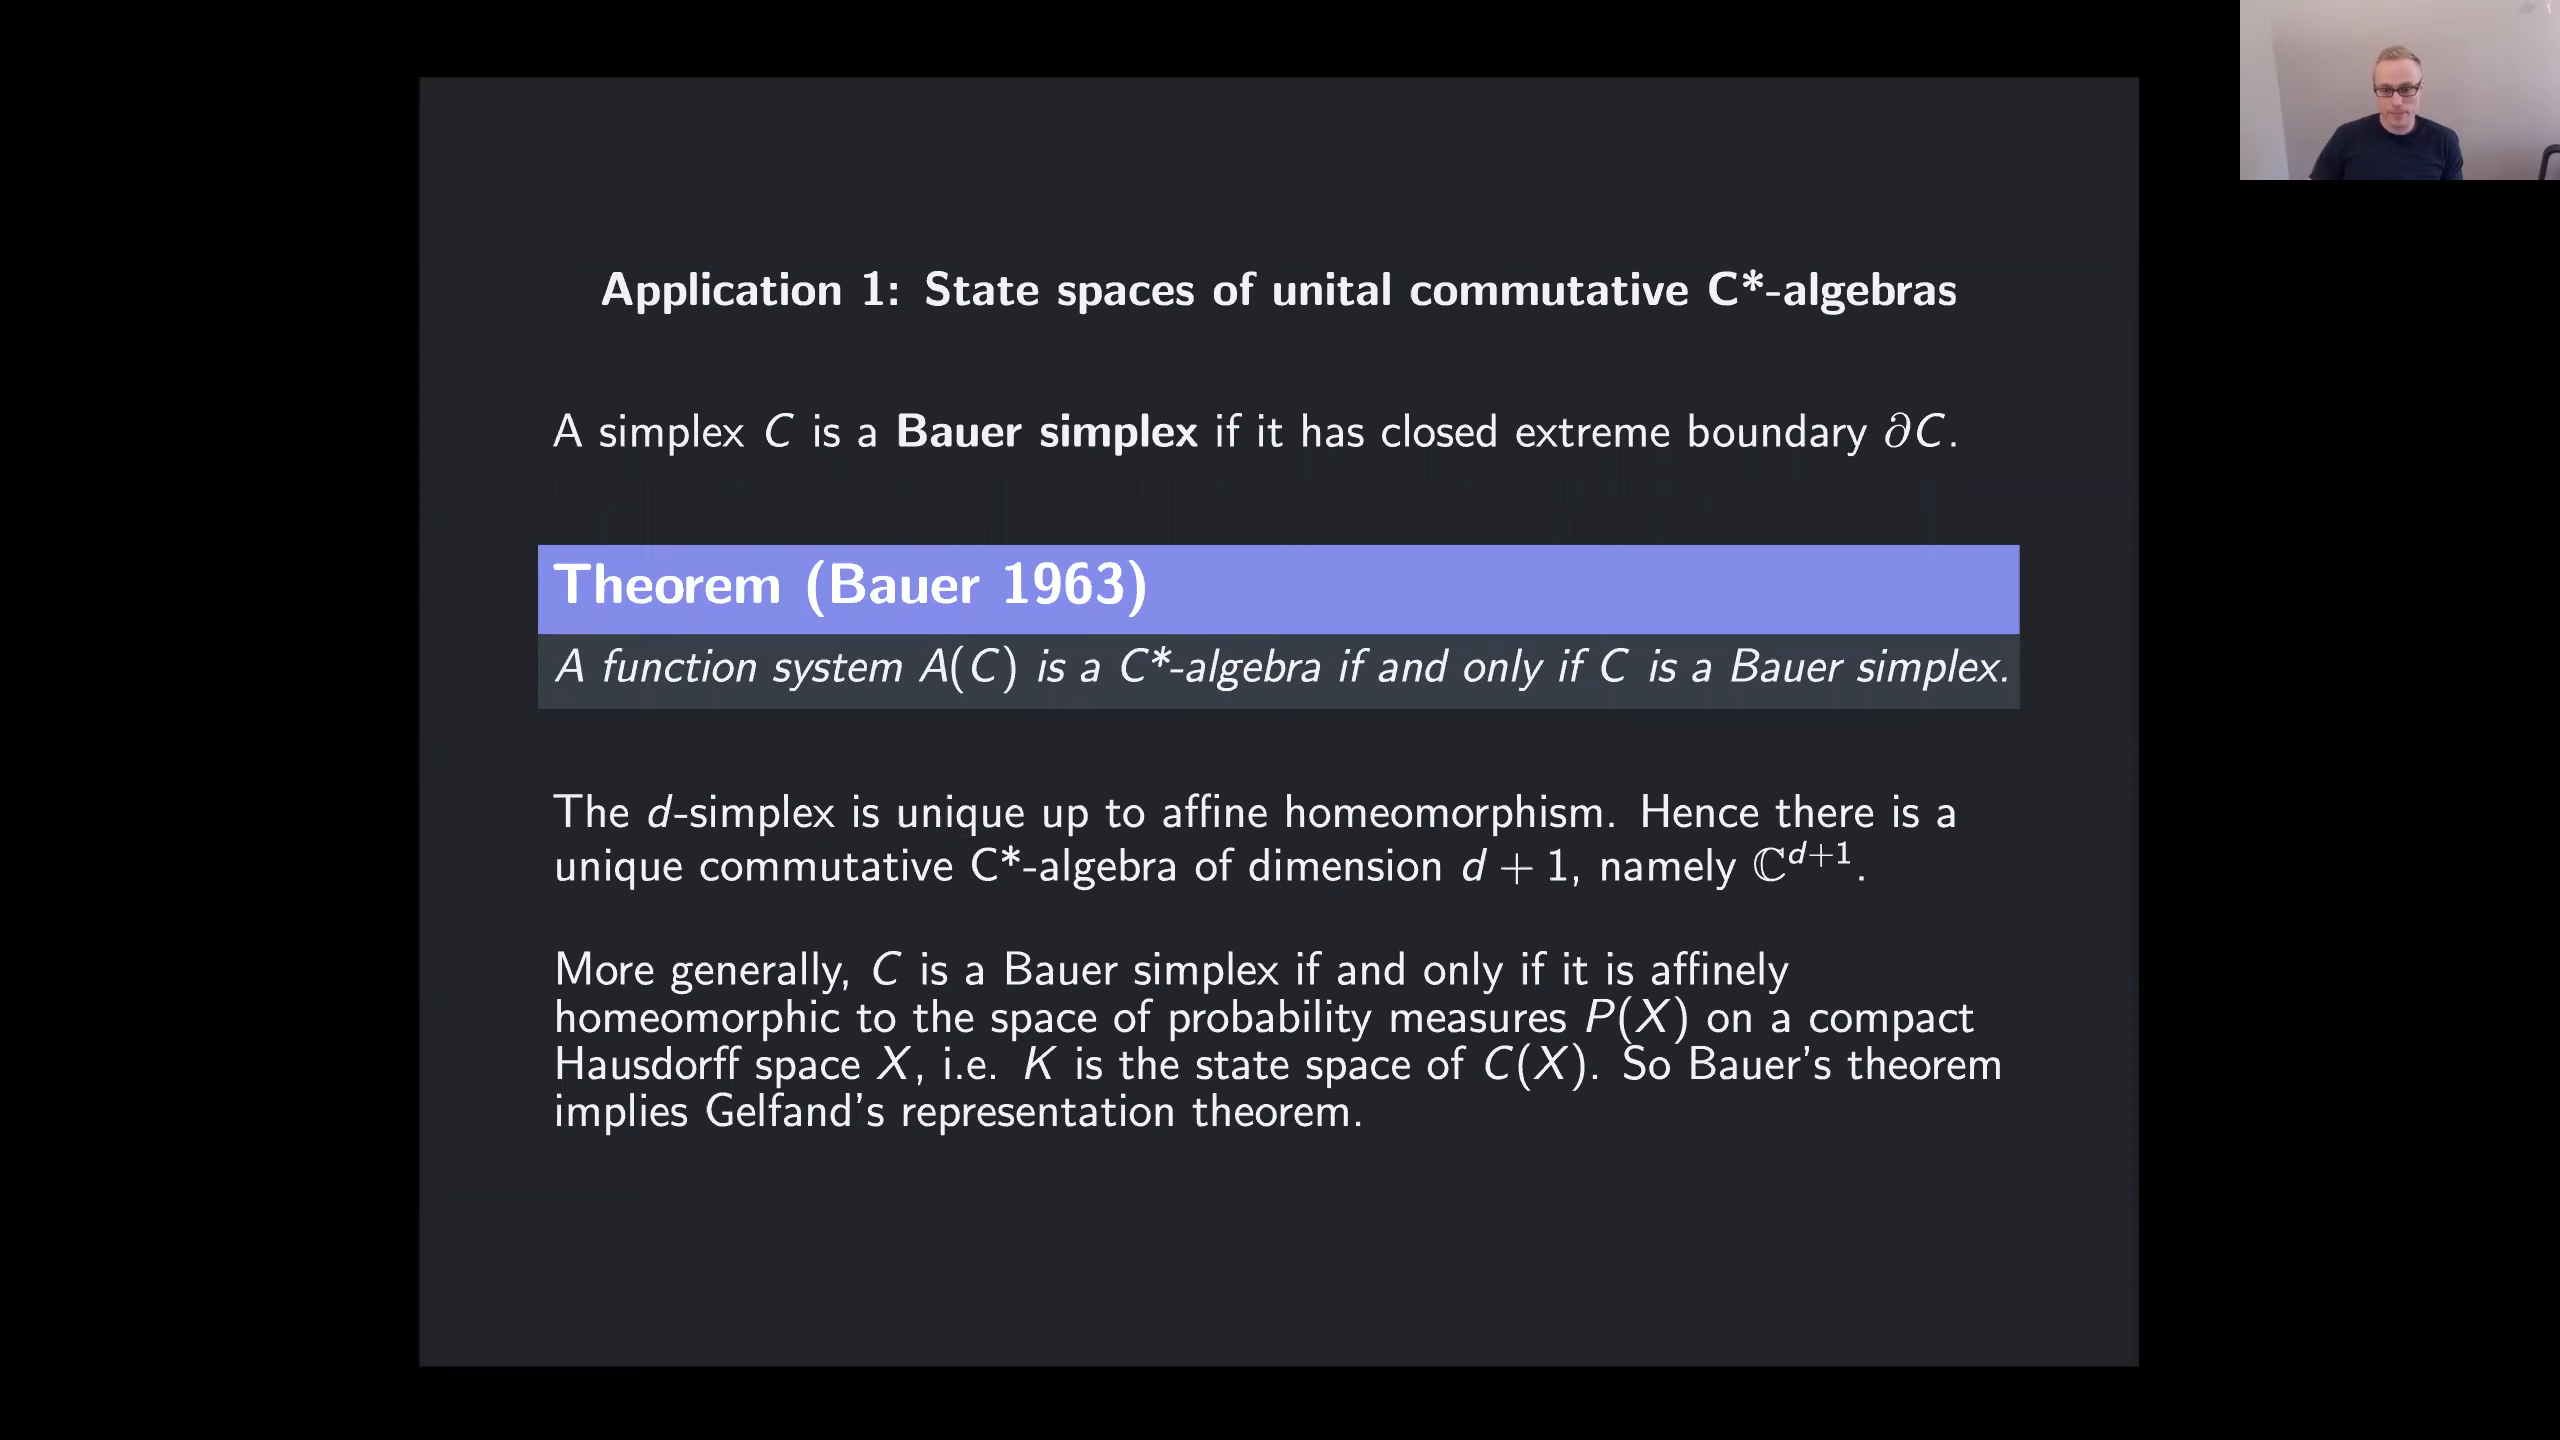 Application 1: State spaces of unital commutative C*-algebras
A simplex C is a Bauer simplex if it has closed extreme boundary ∂C.
Theorem (Bauer 1963)
A function system A(C) is a C*-algebra if and only if C is a Bauer simplex.
The d-simplex is unique up to affine homeomorphism. Hence there is a
unique commutative C*-algebra of dimension d + 1, namely ℂ^{d+1}.
More generally, C is a Bauer simplex if and only if it is affinely
homeomorphic to the space of probability measures P(X) on a compact
Hausdorff space X, i.e. K is the state space of C(X). So Bauer's theorem
implies Gelfand's representation theorem.